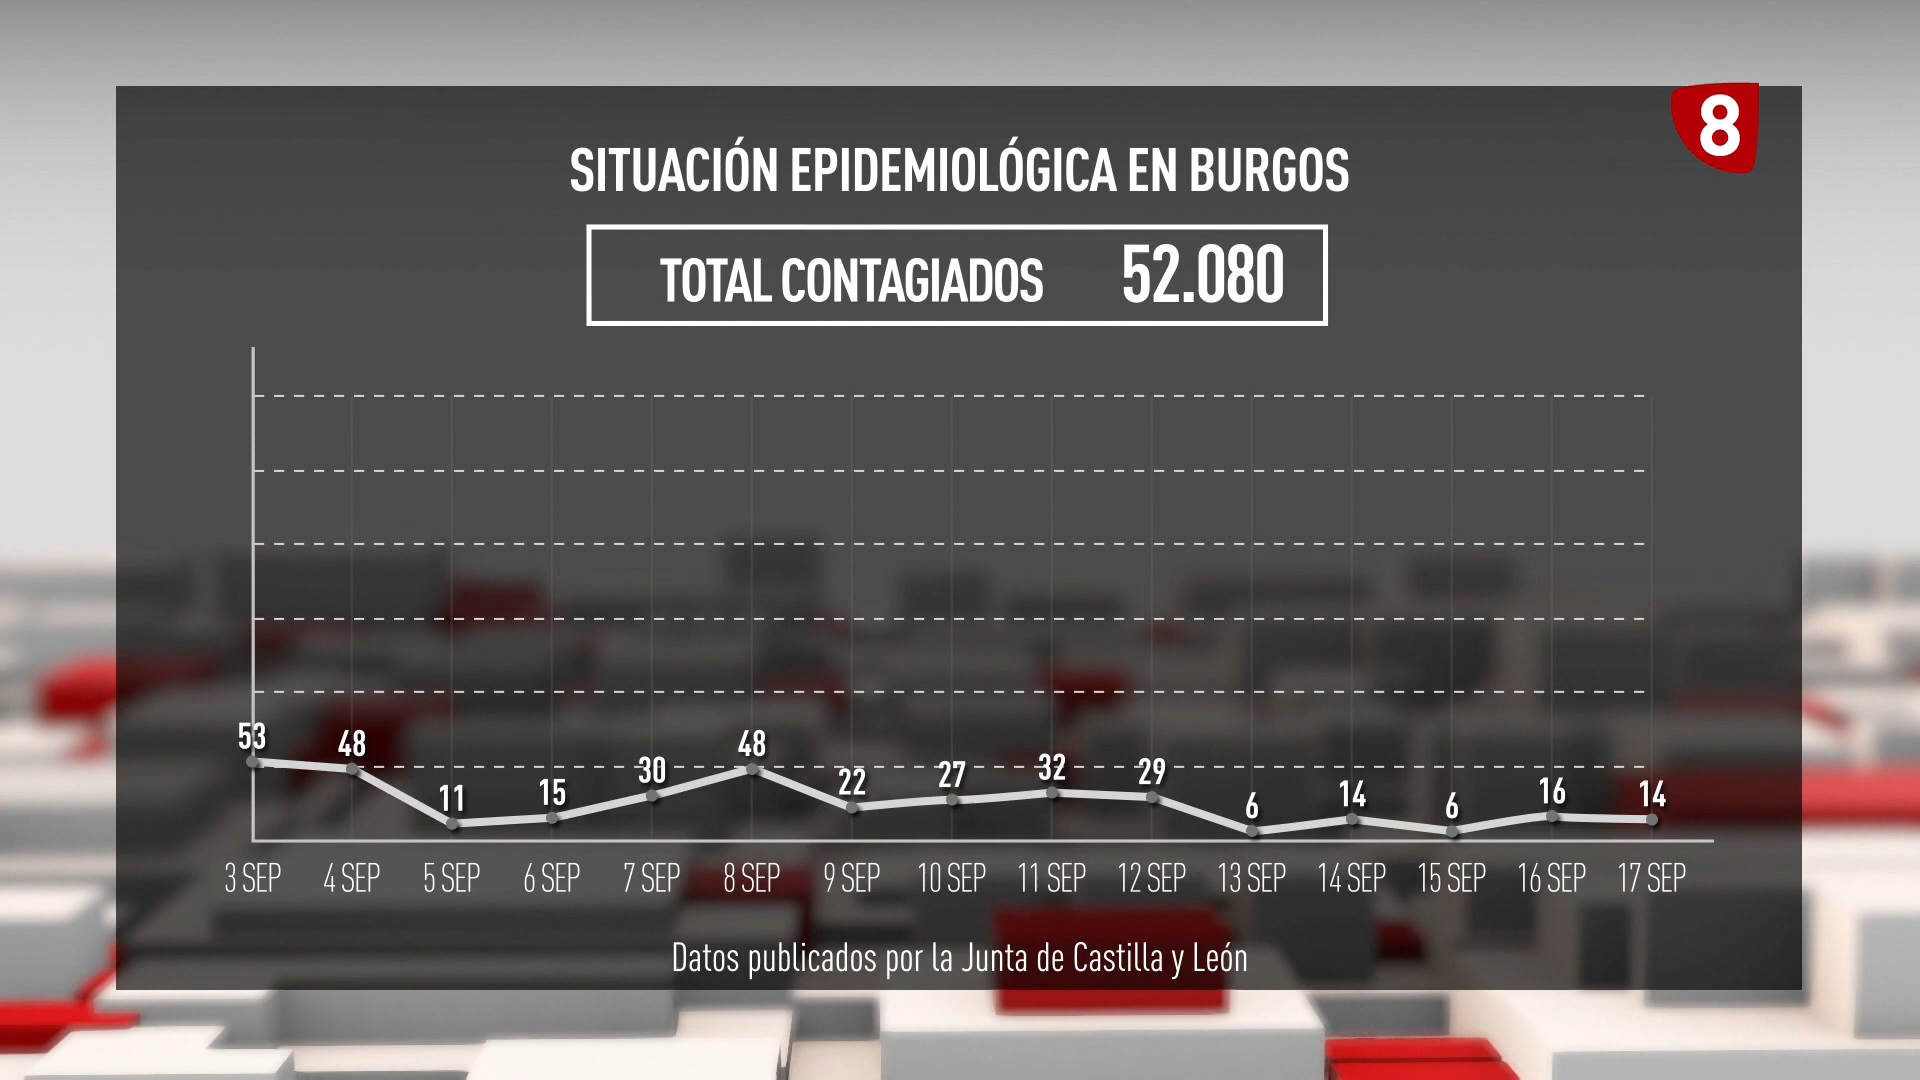 8
SITUACIÓN EPIDEMIOLÓGICA EN BURGOS
TOTAL CONTAGIADOS 52.080
53 48 11 15 30 48 22 27 32 29 6 14 6 16 14
3 SEP 4 SEP 5 SEP 6 SEP 7 SEP 8 SEP 9 SEP 10 SEP 11 SEP 12 SEP 13 SEP 14 SEP 15 SEP 16 SEP 17 SEP
Datos publicados por la Junta de Castilla y León